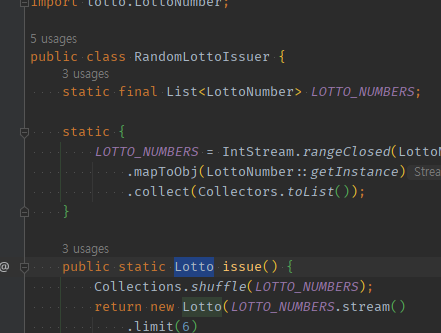 import lotto.LottoNumber;
5 usages
public class RandomLottoIssuer {
3 usages
static final List<LottoNumber> LOTTO_NUMBERS;
static {
LOTTO_NUMBERS = IntStream.rangeClosed(LottoN
.mapToObj(LottoNumber::getInstance) Strea
.collect(Collectors.toList());
}
3 usages
@ public static Lotto issue() {
Collections.shuffle(LOTTO_NUMBERS);
return new Lotto(LOTTO_NUMBERS.stream()
.limit(6)